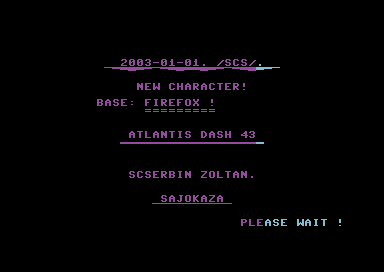 2003-01-01. /SCS/.
NEW CHARACTER!
BASE: FIREFOX !
=========
ATLANTIS DASH 43
SCSERBIN ZOLTAN.
SAJOKAZA
PLEASE WAIT !